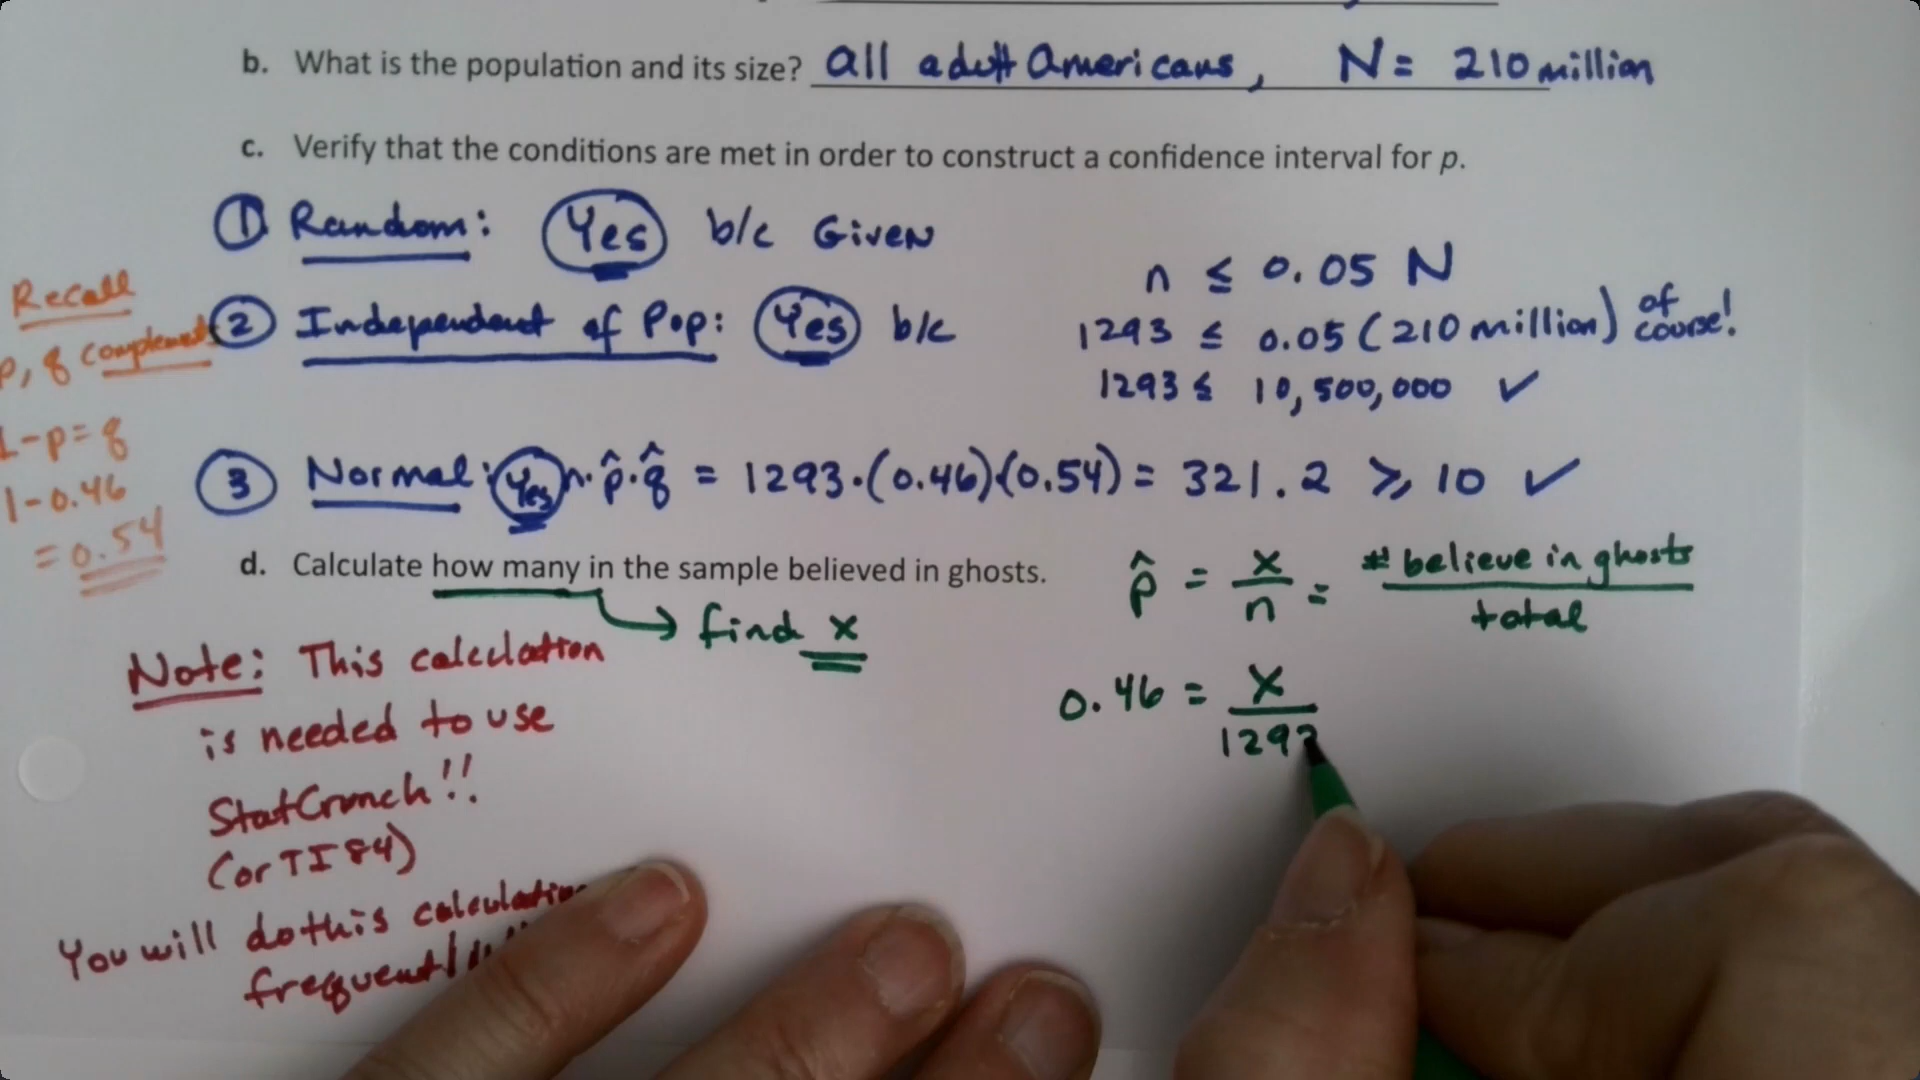 b. What is the population and its size? all adult Americans, N = 210 million
c. Verify that the conditions are met in order to construct a confidence interval for p.
① Random: Yes b/c Given
n ≤ 0.05 N
② Independent of Pop: Yes b/c 1293 ≤ 0.05 (210 million) of course!
1293 ≤ 10,500,000 ✓
Recall
p, q complement
1-p=q
1-0.46
=0.54
③ Normal: Yes n·p̂·q̂ = 1293·(0.46)(0.54) = 321.2 ≥ 10 ✓
d. Calculate how many in the sample believed in ghosts.
→ find x
p̂ = x/n = # believe in ghosts / total
0.46 = x/1293
Note: This calculation
is needed to use
StatCrunch!!
(or TI84)
You will do this calculation